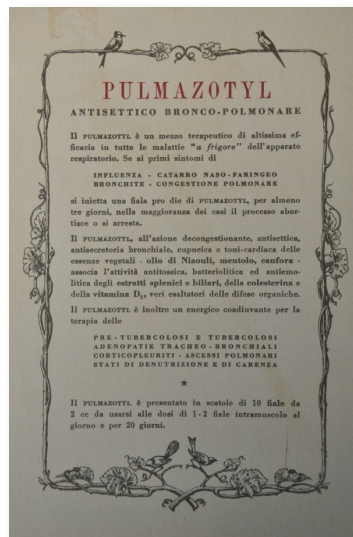 PULMAZOTYL
ANTISETTICO BRONCO-POLMONARE
Il PULMAZOTYL è un mezzo terapeutico di altissima ef-
ficacia in tutte le malattie "a frigore" dell'apparato
respiratorio. Se ai primi sintomi di
INFLUENZA - CATARRO NASO-FARINGEO
BRONCHITE - CONGESTIONE POLMONARE
si inietta una fiala pro die di PULMAZOTYL, per almeno
tre giorni, nella maggioranza dei casi il processo abor-
tisce o si arresta.
Il PULMAZOTYL, all'azione decongestionante, antisettica,
antisecretoria bronchiale, eupneica e toni-cardiaca delle
essenze vegetali - olio di Niaouli, mentolo, canfora -
associa l'attività antitossica, batteriolitica ed antiemo-
litica degli estratti splenici e biliari, della colesterina e
della vitamina D₂, veri esaltatori delle difese organiche.
Il PULMAZOTYL è inoltre un energico coadiuvante per la
terapia delle
PRE-TUBERCOLOSI E TUBERCOLOSI
ADENOPATIE TRACHEO-BRONCHIALI
CORTICOPLEURITI - ASCESSI POLMONARI
STATI DI DENUTRIZIONE E DI CARENZA
*
Il PULMAZOTYL è presentato in scatole di 10 fiale da
2 cc da usarsi alle dosi di 1-2 fiale intramuscolo al
giorno e per 20 giorni.